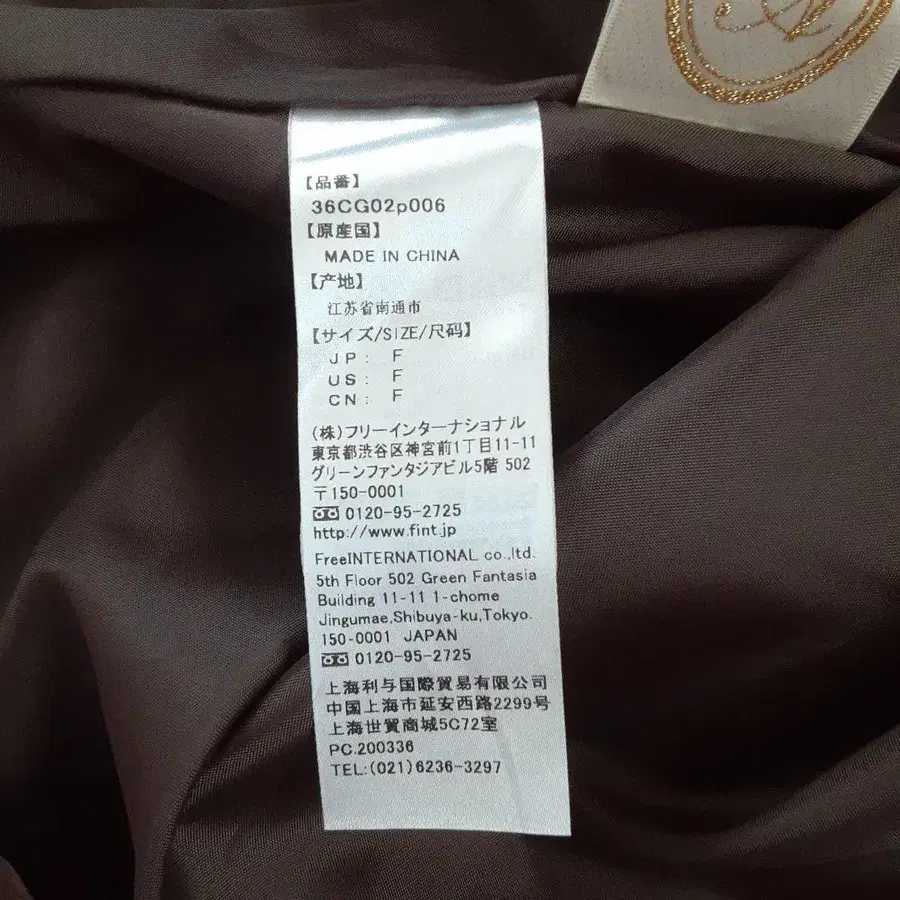 【品番】
36CG02p006
【原産国】
MADE IN CHINA
【产地】
江苏省南通市
【サイズ/SIZE/尺码】
JP: F
US: F
CN: F
(株)フリーインターナショナル
東京都渋谷区神宮前1丁目11-11
グリーンファンタジアビル5階 502
〒150-0001
0120-95-2725
http://www.fint.jp
FreeINTERNATIONAL co.,ltd.
5th Floor 502 Green Fantasia
Building 11-11 1-chome
Jingumae,Shibuya-ku,Tokyo.
150-0001 JAPAN
0120-95-2725
上海利与国際貿易有限公司
中国上海市延安西路2299号
上海世貿商城5C72室
PC.200336
TEL:(021)6236-3297